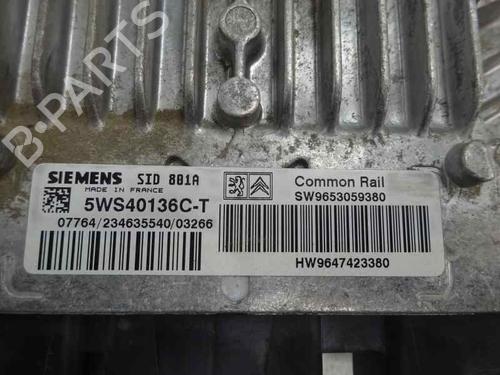 B-PARTS
SIEMENS SID 801A
MADE IN FRANCE
5WS40136C-T
07764/234635540/03266
Common Rail
SW9653059380
HW9647423380